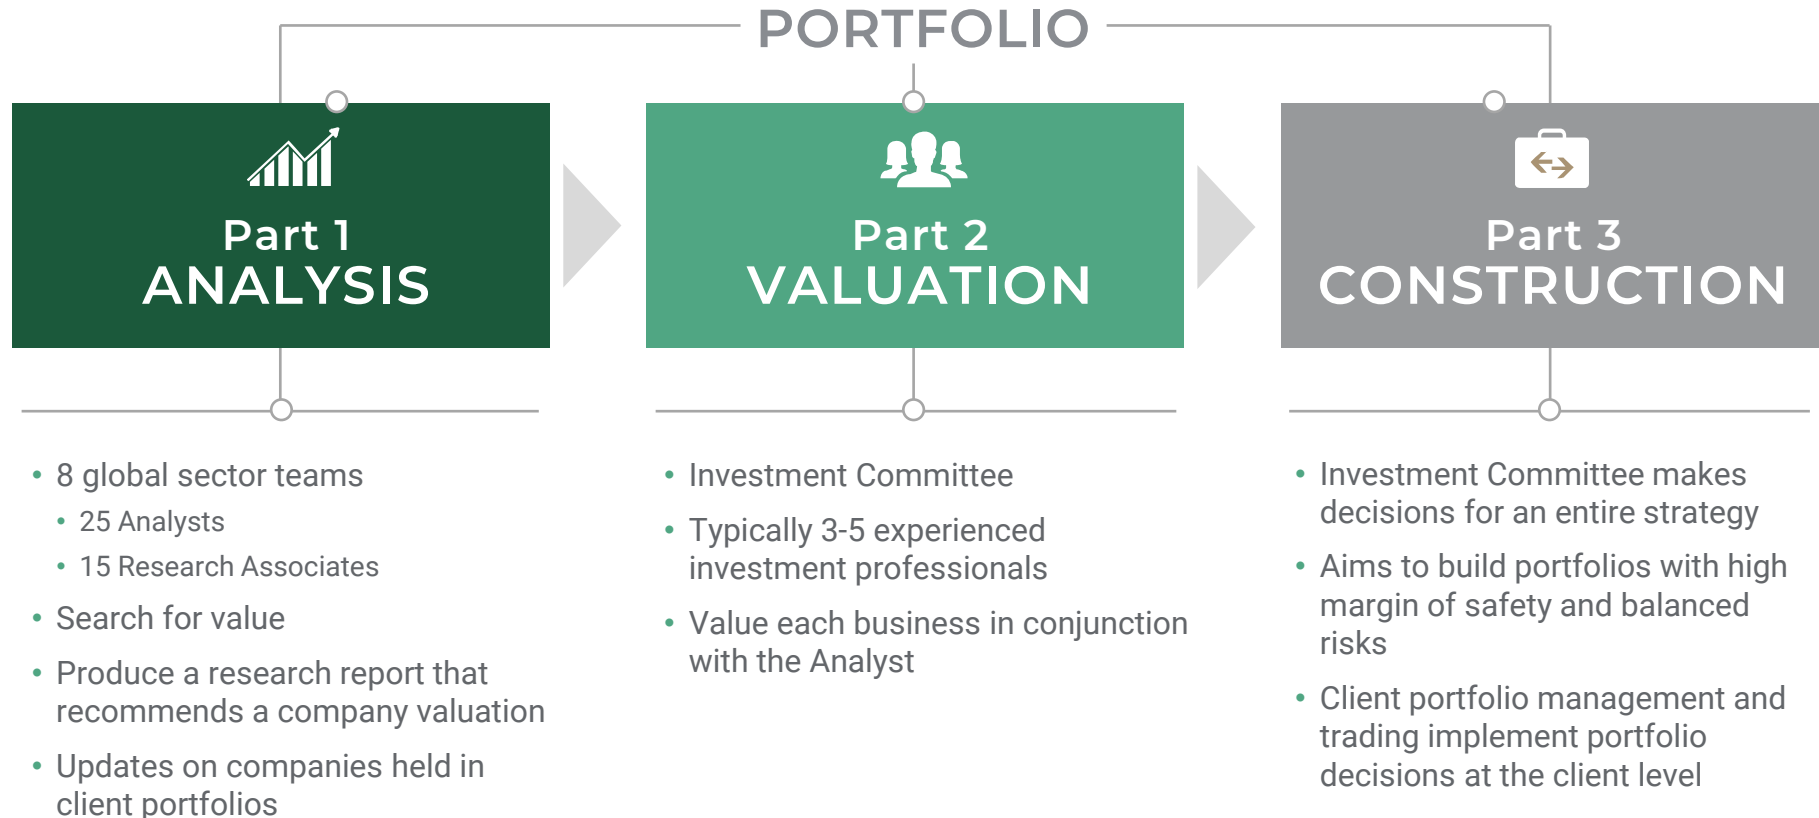 PORTFOLIO
Part 1
ANALYSIS
• 8 global sector teams
• 25 Analysts
• 15 Research Associates
• Search for value
• Produce a research report that
recommends a company valuation
• Updates on companies held in
client portfolios
Part 2
VALUATION
• Investment Committee
• Typically 3-5 experienced
investment professionals
• Value each business in conjunction
with the Analyst
Part 3
CONSTRUCTION
• Investment Committee makes
decisions for an entire strategy
• Aims to build portfolios with high
margin of safety and balanced
risks
• Client portfolio management and
trading implement portfolio
decisions at the client level